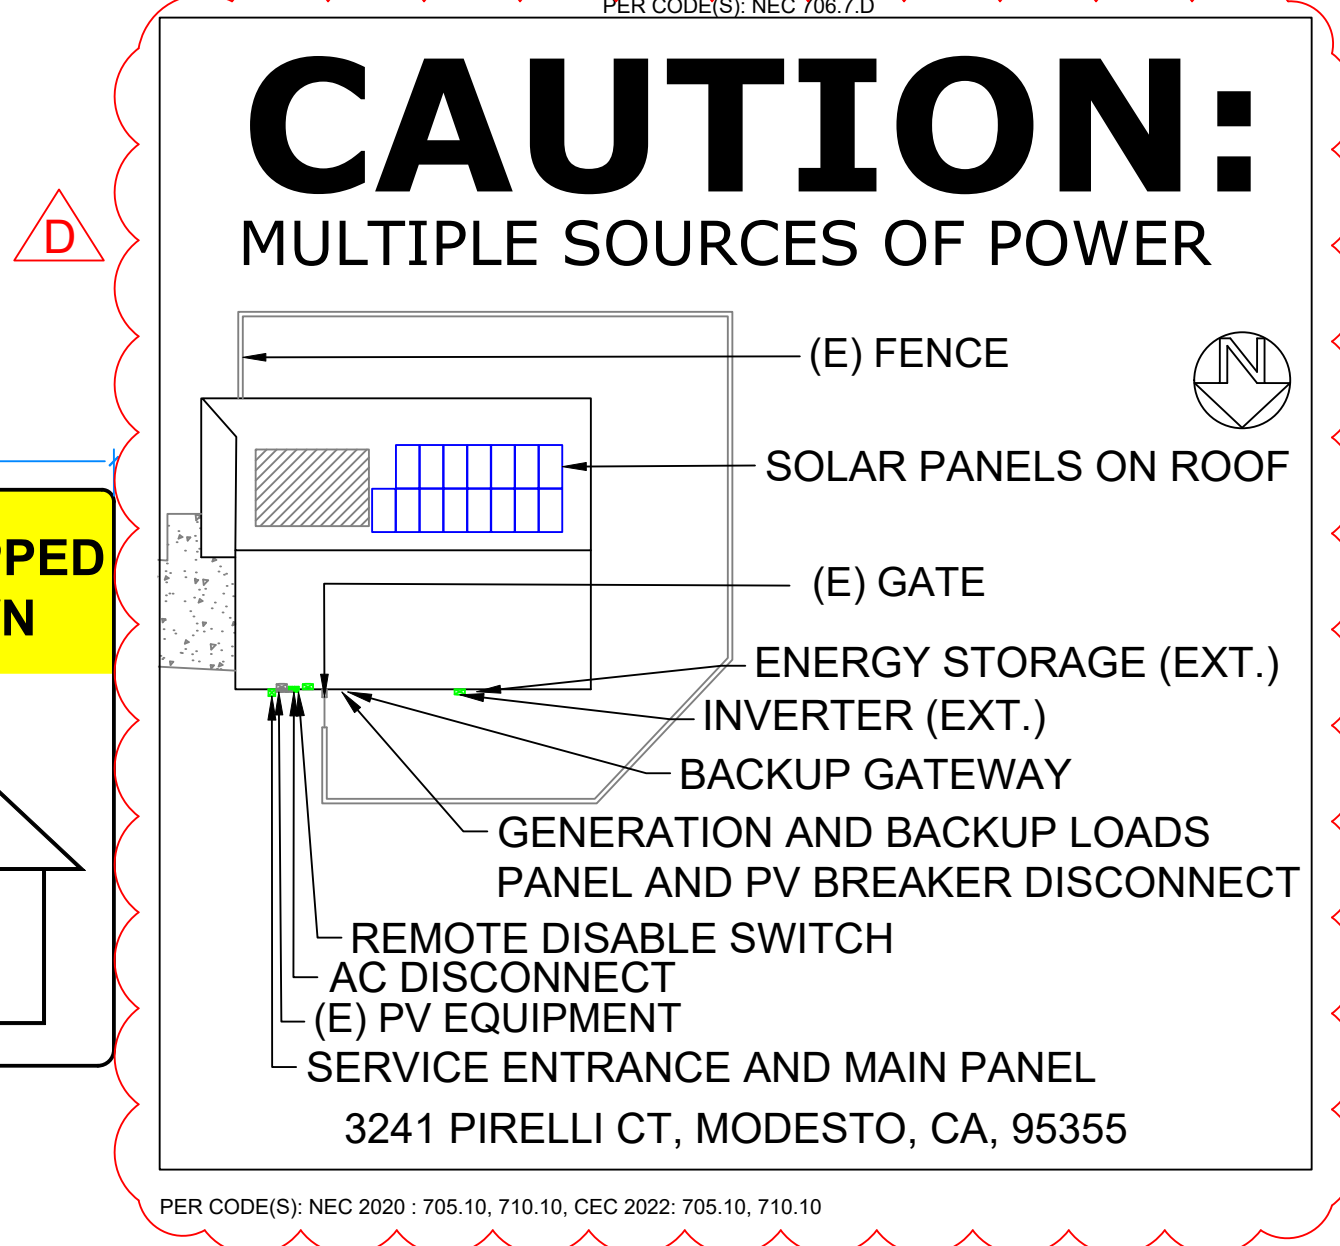 PER CODE(S): NEC 706.7.D
CAUTION:
MULTIPLE SOURCES OF POWER
D
(E) FENCE
N
SOLAR PANELS ON ROOF
(E) GATE
ENERGY STORAGE (EXT.)
INVERTER (EXT.)
BACKUP GATEWAY
GENERATION AND BACKUP LOADS
PANEL AND PV BREAKER DISCONNECT
REMOTE DISABLE SWITCH
AC DISCONNECT
(E) PV EQUIPMENT
SERVICE ENTRANCE AND MAIN PANEL
3241 PIRELLI CT, MODESTO, CA, 95355
PER CODE(S): NEC 2020 : 705.10, 710.10, CEC 2022: 705.10, 710.10